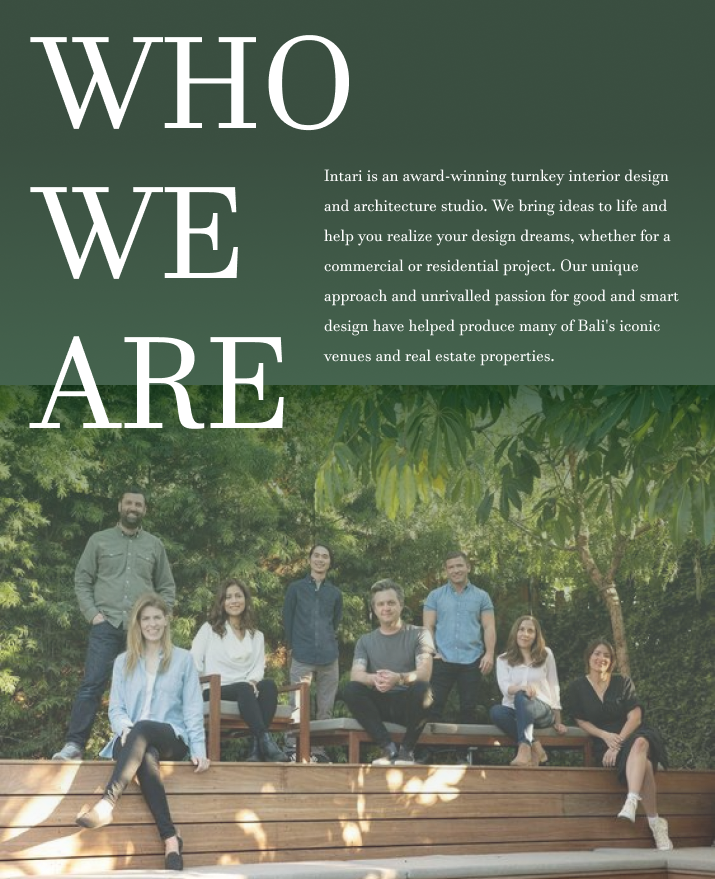 WHO
WE
ARE
Intari is an award-winning turnkey interior design
and architecture studio. We bring ideas to life and
help you realize your design dreams, whether for a
commercial or residential project. Our unique
approach and unrivalled passion for good and smart
design have helped produce many of Bali's iconic
venues and real estate properties.